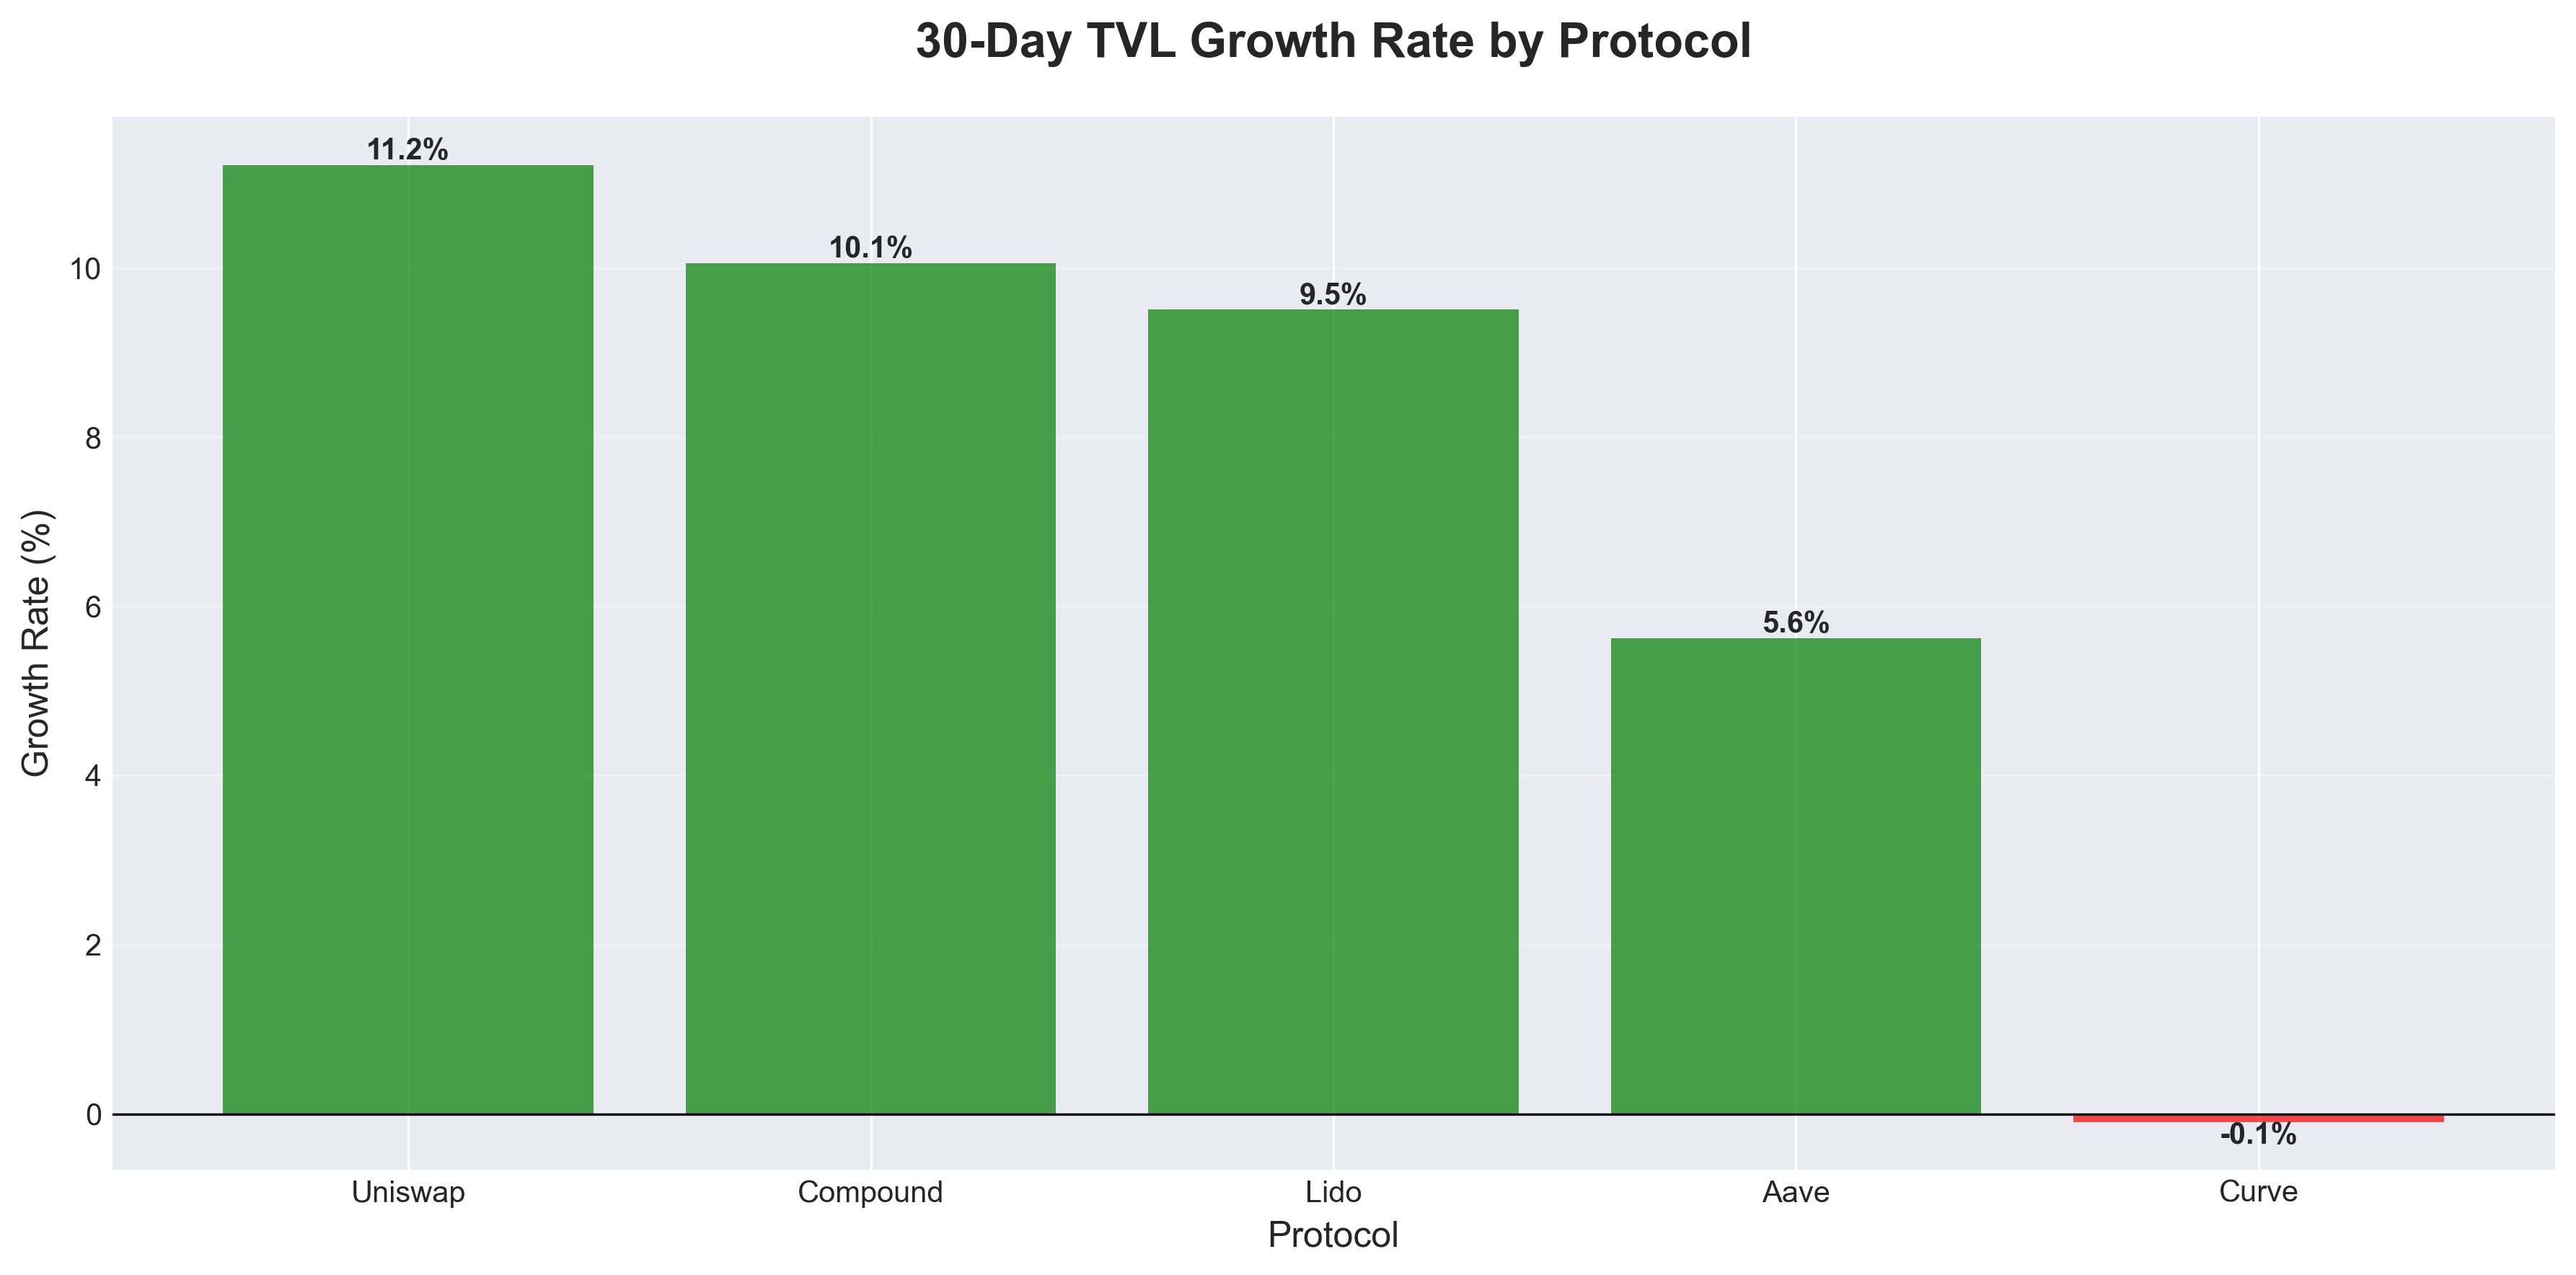 30-Day TVL Growth Rate by Protocol
11.2%
10.1%
9.5%
5.6%
-0.1%
10
8
6
4
2
0
Growth Rate (%)
Uniswap
Compound
Lido
Aave
Curve
Protocol